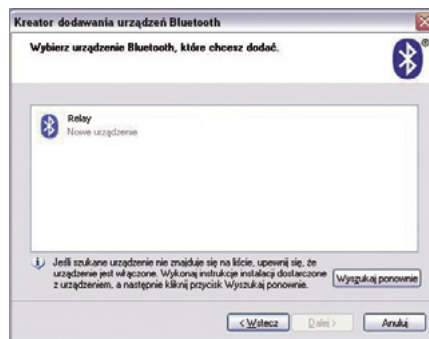 Kreator dodawania urządzeń Bluetooth
Wybierz urządzenie Bluetooth, które chcesz dodać.
Relay
Nowe urządzenie
Jeśli szukane urządzenie nie znajduje się na liście, upewnij się, że
urządzenie jest włączone. Wykonaj instrukcje instalacji dostarczone
z urządzeniem, a następnie kliknij przycisk Wyszukaj ponownie.
Wyszukaj ponownie
< Wstecz
Dalej >
Anuluj